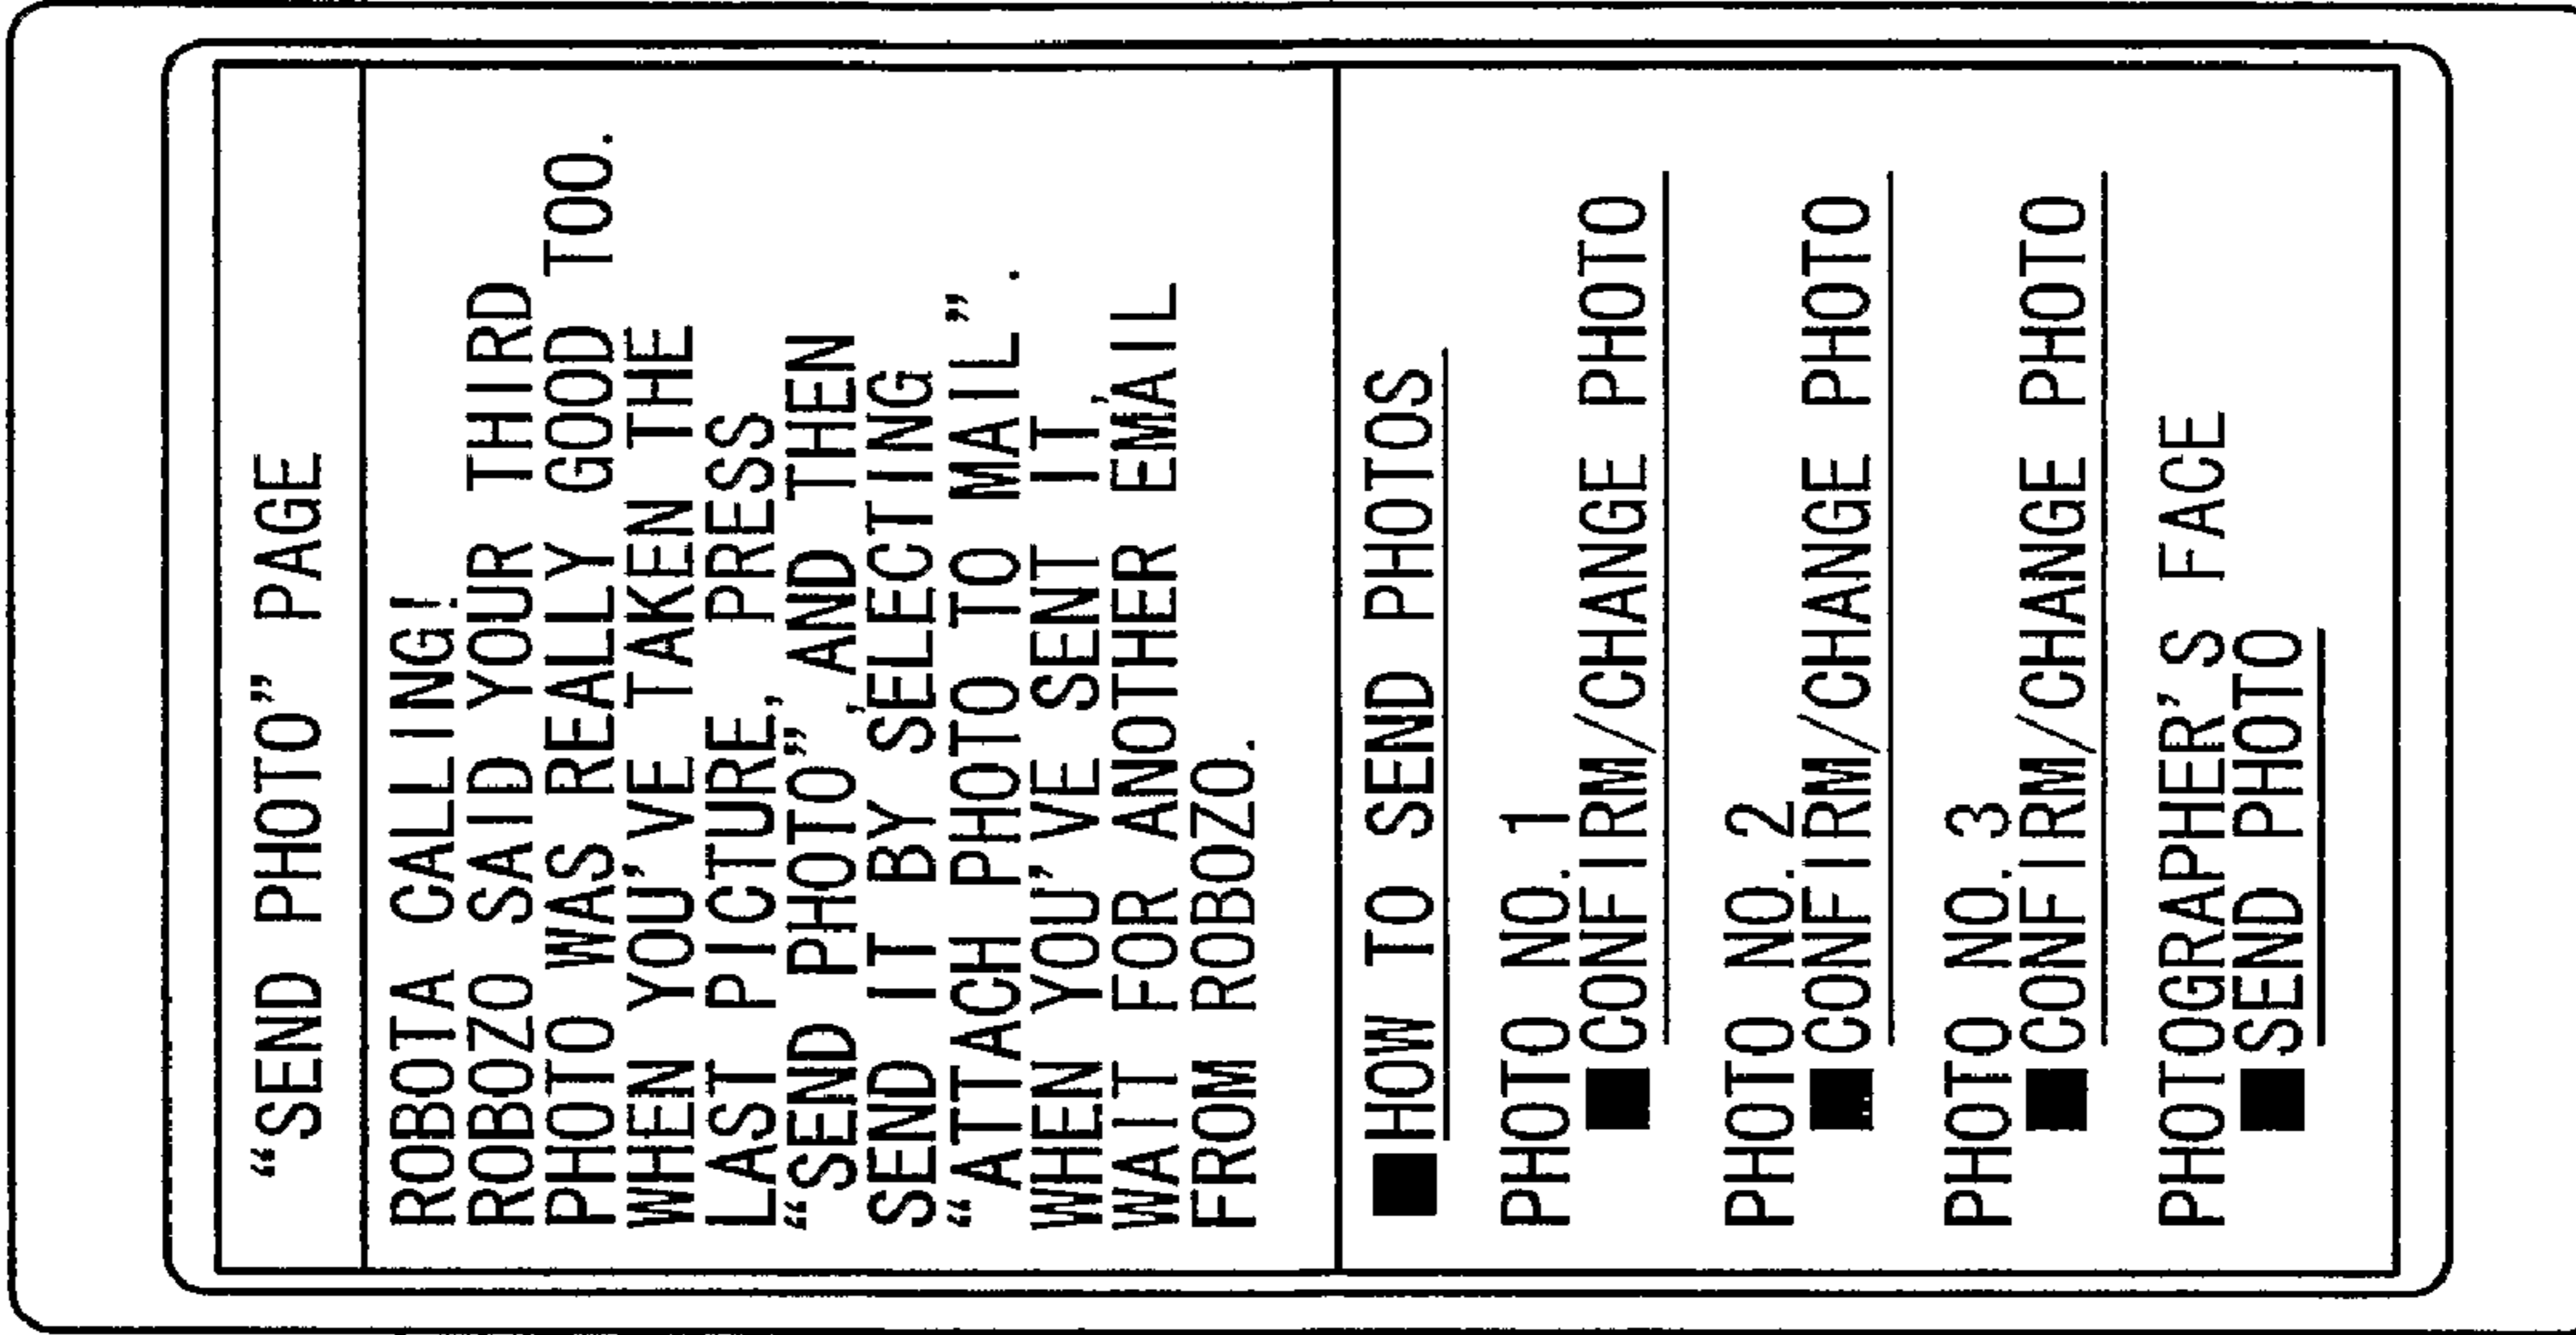 “SEND PHOTO” PAGE
ROBOTA CALLING!
ROBOZO SAID YOUR THIRD
PHOTO WAS REALLY GOOD TOO.
WHEN YOU’VE TAKEN THE
LAST PICTURE, PRESS
“SEND PHOTO”, AND THEN
SEND IT BY SELECTING
“ATTACH PHOTO TO MAIL”.
WHEN YOU’VE SENT IT,
WAIT FOR ANOTHER EMAIL
FROM ROBOZO.
■HOW TO SEND PHOTOS
PHOTO NO. 1
■CONFIRM/CHANGE PHOTO
PHOTO NO. 2
■CONFIRM/CHANGE PHOTO
PHOTO NO. 3
■CONFIRM/CHANGE PHOTO
PHOTOGRAPHER’S FACE
■SEND PHOTO